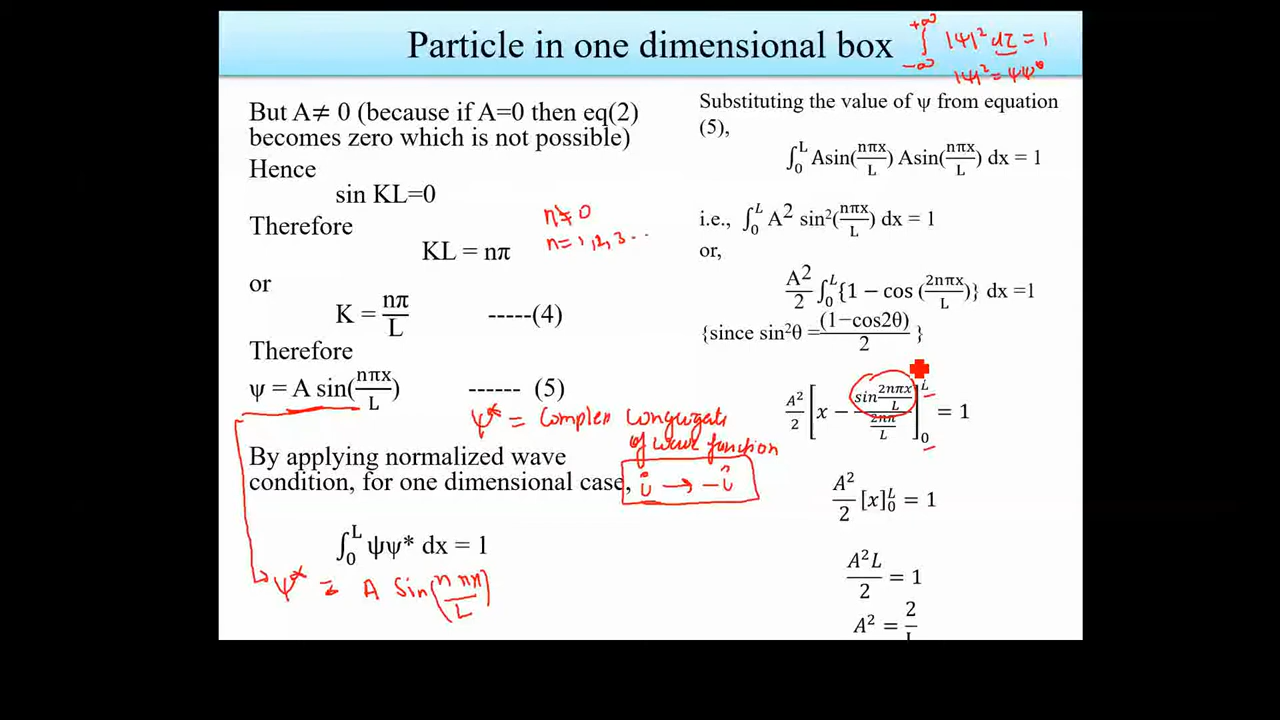 Particle in one dimensional box
+∞
∫ |ψ|² dτ = 1
-∞
|ψ|² = ψψ*
But A≠ 0 (because if A=0 then eq(2)
becomes zero which is not possible)
Hence
sin KL=0
Therefore
n ≠ 0
n = 1, 2, 3 ...
KL = nπ
or
K = nπ/L -----(4)
Therefore
ψ = A sin(nπx/L) ------ (5)
ψ* = Complex Congugate
of wave function
By applying normalized wave
condition, for one dimensional case,
i → -i
∫₀ᴸ ψψ* dx = 1
ψ* = A Sin(
L
Substituting the value of ψ from equation
(5),
∫₀ᴸ Asin(nπx/L) Asin(nπx/L) dx = 1
i.e., ∫₀ᴸ A² sin²(nπx/L) dx = 1
or,
A²/2 ∫₀ᴸ{1 − cos (2nπx/L)} dx =1
{since sin²θ =(1−cos2θ)/2 }
A²/2 [x − sin 2nπx/L / 2nπ/L]₀ᴸ = 1
A²/2 [x]₀ᴸ = 1
A²L/2 = 1
A² = 2/L